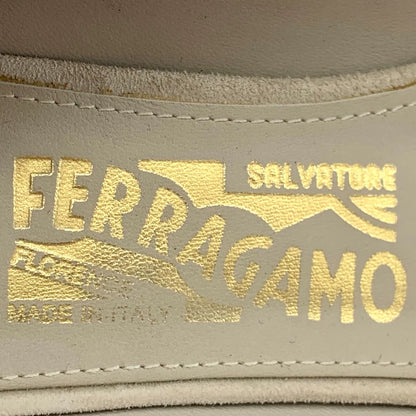 SALVATORE
FERRAGAMO
FLORENCE
MADE IN ITALY